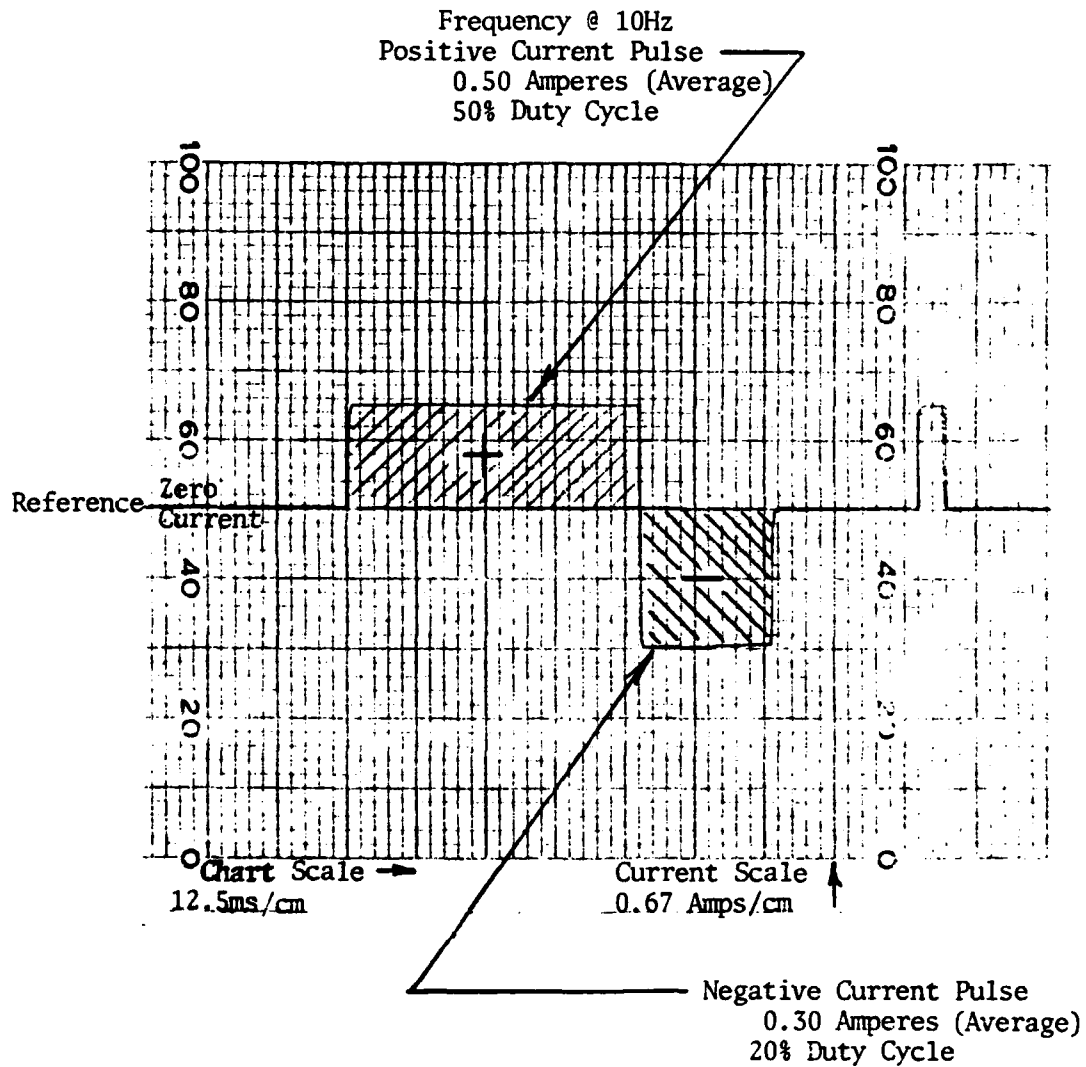 Frequency @ 10Hz
Positive Current Pulse
0.50 Amperes (Average)
50% Duty Cycle
100
100
80
80
60
60
Reference
Zero
Current
40
40
20
20
0
0
Chart Scale
12.5ms/cm
Current Scale
0.67 Amps/cm
+
−
Negative Current Pulse
0.30 Amperes (Average)
20% Duty Cycle